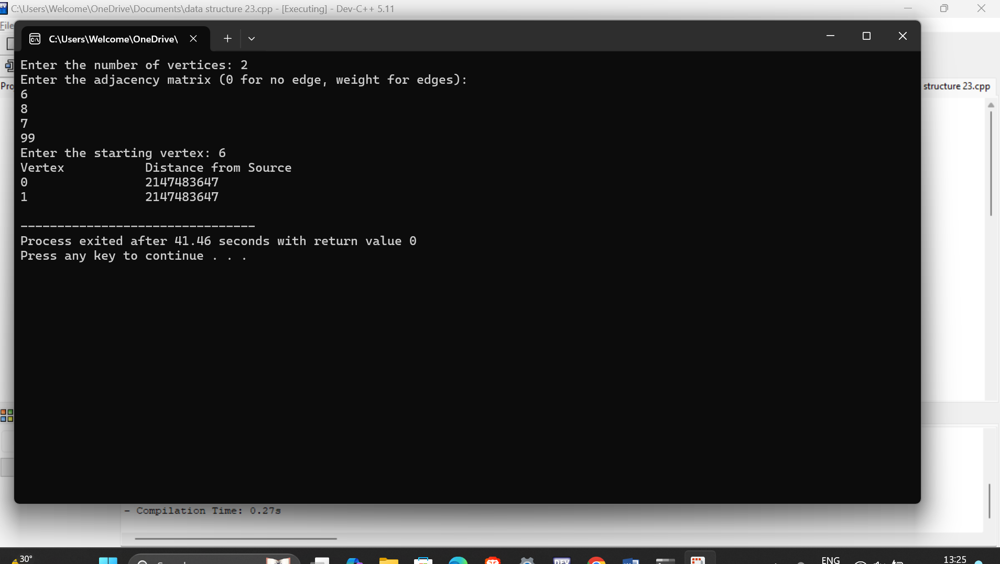 C:\Users\Welcome\OneDrive\Documents\data structure 23.cpp - [Executing] - Dev-C++ 5.11
File
C:\Users\Welcome\OneDrive\
Enter the number of vertices: 2
Enter the adjacency matrix (0 for no edge, weight for edges):
6
8
7
99
Enter the starting vertex: 6
Vertex Distance from Source
0 2147483647
1 2147483647
--------------------------------
Process exited after 41.46 seconds with return value 0
Press any key to continue . . .
structure 23.cpp
- Compilation Time: 0.27s
30°
DEV
ENG
13:25